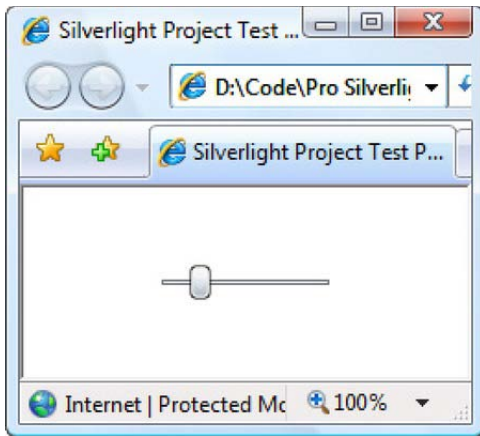 Silverlight Project Test ...
D:\Code\Pro Silverli
Silverlight Project Test P...
Internet | Protected Mo
100%